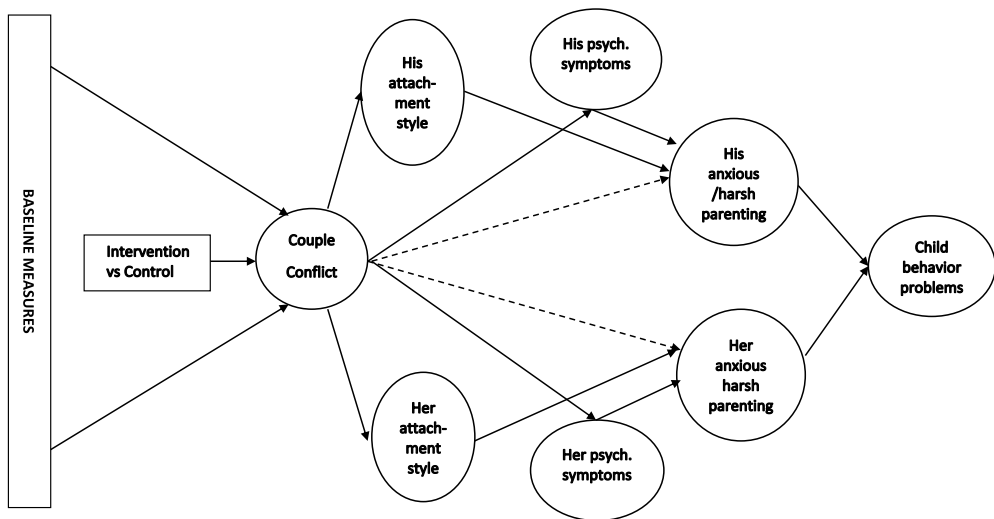 BASELINE MEASURES
Intervention
vs Control
Couple
Conflict
His
attach-
ment
style
Her
attach-
ment
style
His psych.
symptoms
Her psych.
symptoms
His
anxious
/harsh
parenting
Her
anxious
harsh
parenting
Child
behavior
problems